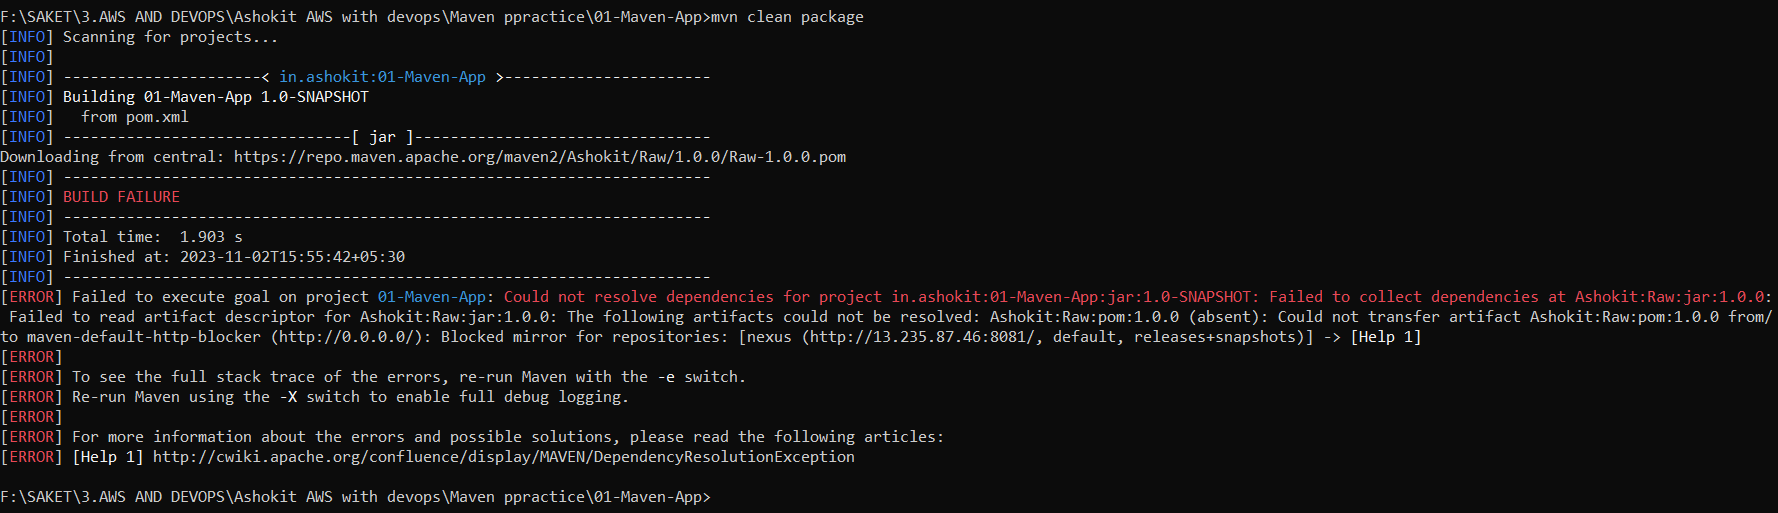 F:\SAKET\3.AWS AND DEVOPS\Ashokit AWS with devops\Maven ppractice\01-Maven-App>mvn clean package
[INFO] Scanning for projects...
[INFO]
[INFO] ----------------------< in.ashokit:01-Maven-App >-----------------------
[INFO] Building 01-Maven-App 1.0-SNAPSHOT
[INFO]   from pom.xml
[INFO] --------------------------------[ jar ]---------------------------------
Downloading from central: https://repo.maven.apache.org/maven2/Ashokit/Raw/1.0.0/Raw-1.0.0.pom
[INFO] ------------------------------------------------------------------------
[INFO] BUILD FAILURE
[INFO] ------------------------------------------------------------------------
[INFO] Total time:  1.903 s
[INFO] Finished at: 2023-11-02T15:55:42+05:30
[INFO] ------------------------------------------------------------------------
[ERROR] Failed to execute goal on project 01-Maven-App: Could not resolve dependencies for project in.ashokit:01-Maven-App:jar:1.0-SNAPSHOT: Failed to collect dependencies at Ashokit:Raw:jar:1.0.0:
 Failed to read artifact descriptor for Ashokit:Raw:jar:1.0.0: The following artifacts could not be resolved: Ashokit:Raw:pom:1.0.0 (absent): Could not transfer artifact Ashokit:Raw:pom:1.0.0 from/
to maven-default-http-blocker (http://0.0.0.0/): Blocked mirror for repositories: [nexus (http://13.235.87.46:8081/, default, releases+snapshots)] -> [Help 1]
[ERROR]
[ERROR] To see the full stack trace of the errors, re-run Maven with the -e switch.
[ERROR] Re-run Maven using the -X switch to enable full debug logging.
[ERROR]
[ERROR] For more information about the errors and possible solutions, please read the following articles:
[ERROR] [Help 1] http://cwiki.apache.org/confluence/display/MAVEN/DependencyResolutionException
F:\SAKET\3.AWS AND DEVOPS\Ashokit AWS with devops\Maven ppractice\01-Maven-App>